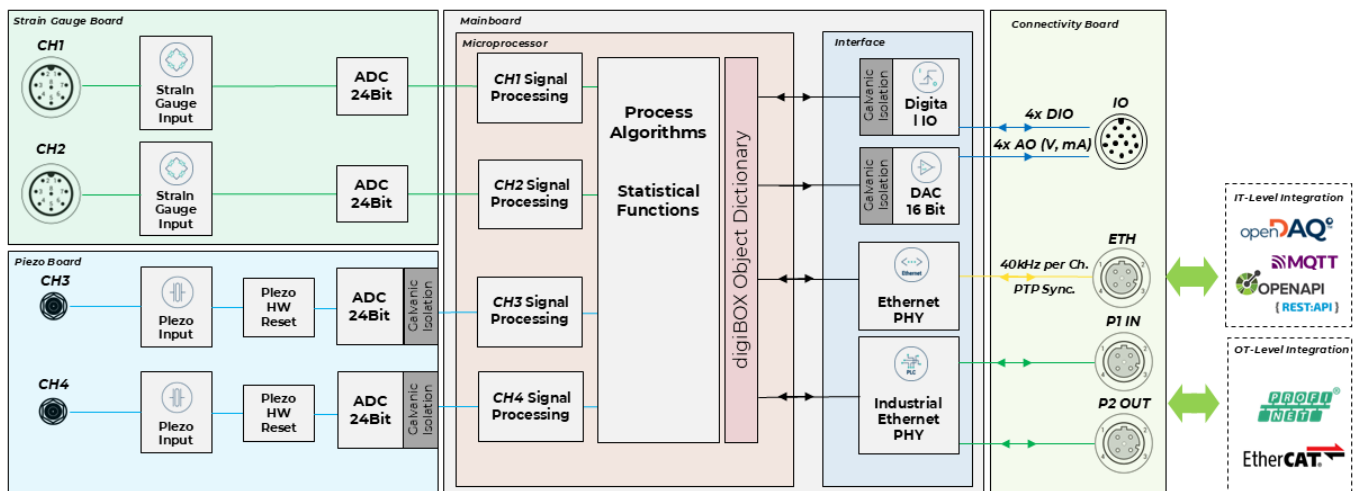 Strain Gauge Board
CH1
Strain
Gauge
Input
ADC
24Bit
CH2
Strain
Gauge
Input
ADC
24Bit
Piezo Board
CH3
Piezo
Input
Piezo
HW
Reset
ADC
24Bit
Galvanic
Isolation
CH4
Piezo
Input
Piezo
HW
Reset
ADC
24Bit
Galvanic
Isolation
Mainboard
Microprocessor
CH1 Signal
Processing
CH2 Signal
Processing
CH3 Signal
Processing
CH4 Signal
Processing
Process
Algorithms
Statistical
Functions
digiBOX Object Dictionary
Interface
Galvanic
Isolation
Digita
l IO
Galvanic
Isolation
DAC
16 Bit
Ethernet
Ethernet
PHY
PLC
Industrial
Ethernet
PHY
Connectivity Board
IO
4x DIO
4x AO (V, mA)
ETH
40kHz per Ch.
PTP Sync.
P1 IN
P2 OUT
IT-Level Integration
openDAQ
MQTT
OPENAPI
{ REST:API }
OT-Level Integration
PROFI
NET
EtherCAT